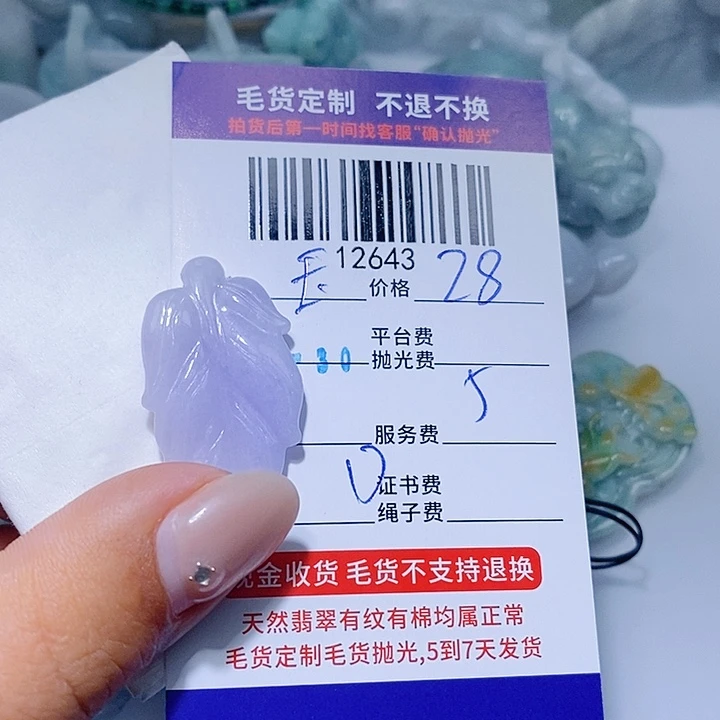 毛货定制 不退不换
拍货后第一时间找客服“确认抛光”
12643
价格 28
平台费
30 抛光费
5
服务费
证书费
绳子费
金收货 毛货不支持退换
天然翡翠有纹有棉均属正常
毛货定制毛货抛光,5到7天发货